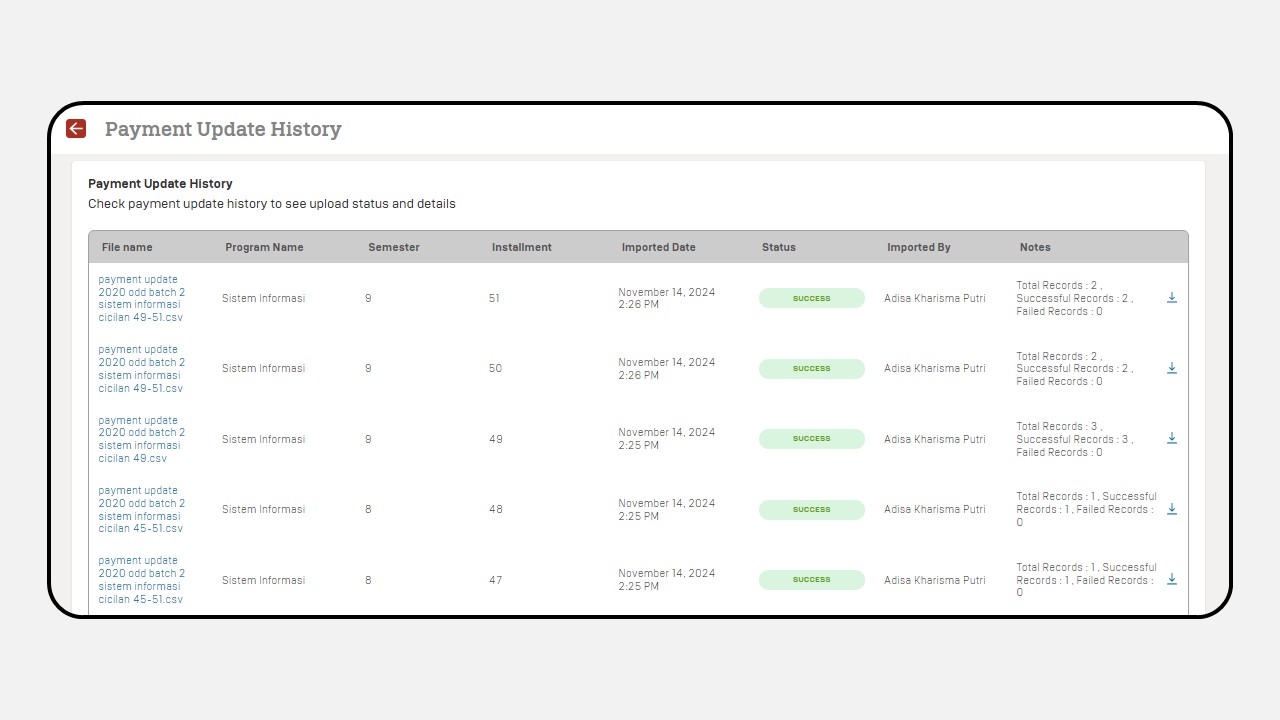 Payment Update History
Payment Update History
Check payment update history to see upload status and details
File name Program Name Semester Installment Imported Date Status Imported By Notes
payment update
2020 odd batch 2
sistem informasi
cicilan 49-51.csv
Sistem Informasi
9
51
November 14, 2024
2:26 PM
SUCCESS
Adisa Kharisma Putri
Total Records : 2 ,
Successful Records : 2 ,
Failed Records : 0
payment update
2020 odd batch 2
sistem informasi
cicilan 49-51.csv
Sistem Informasi
9
50
November 14, 2024
2:26 PM
SUCCESS
Adisa Kharisma Putri
Total Records : 2 ,
Successful Records : 2 ,
Failed Records : 0
payment update
2020 odd batch 2
sistem informasi
cicilan 49.csv
Sistem Informasi
9
49
November 14, 2024
2:25 PM
SUCCESS
Adisa Kharisma Putri
Total Records : 3 ,
Successful Records : 3 ,
Failed Records : 0
payment update
2020 odd batch 2
sistem informasi
cicilan 45-51.csv
Sistem Informasi
8
48
November 14, 2024
2:25 PM
SUCCESS
Adisa Kharisma Putri
Total Records : 1 , Successful
Records : 1 , Failed Records :
0
payment update
2020 odd batch 2
sistem informasi
cicilan 45-51.csv
Sistem Informasi
8
47
November 14, 2024
2:25 PM
SUCCESS
Adisa Kharisma Putri
Total Records : 1 , Successful
Records : 1 , Failed Records :
0